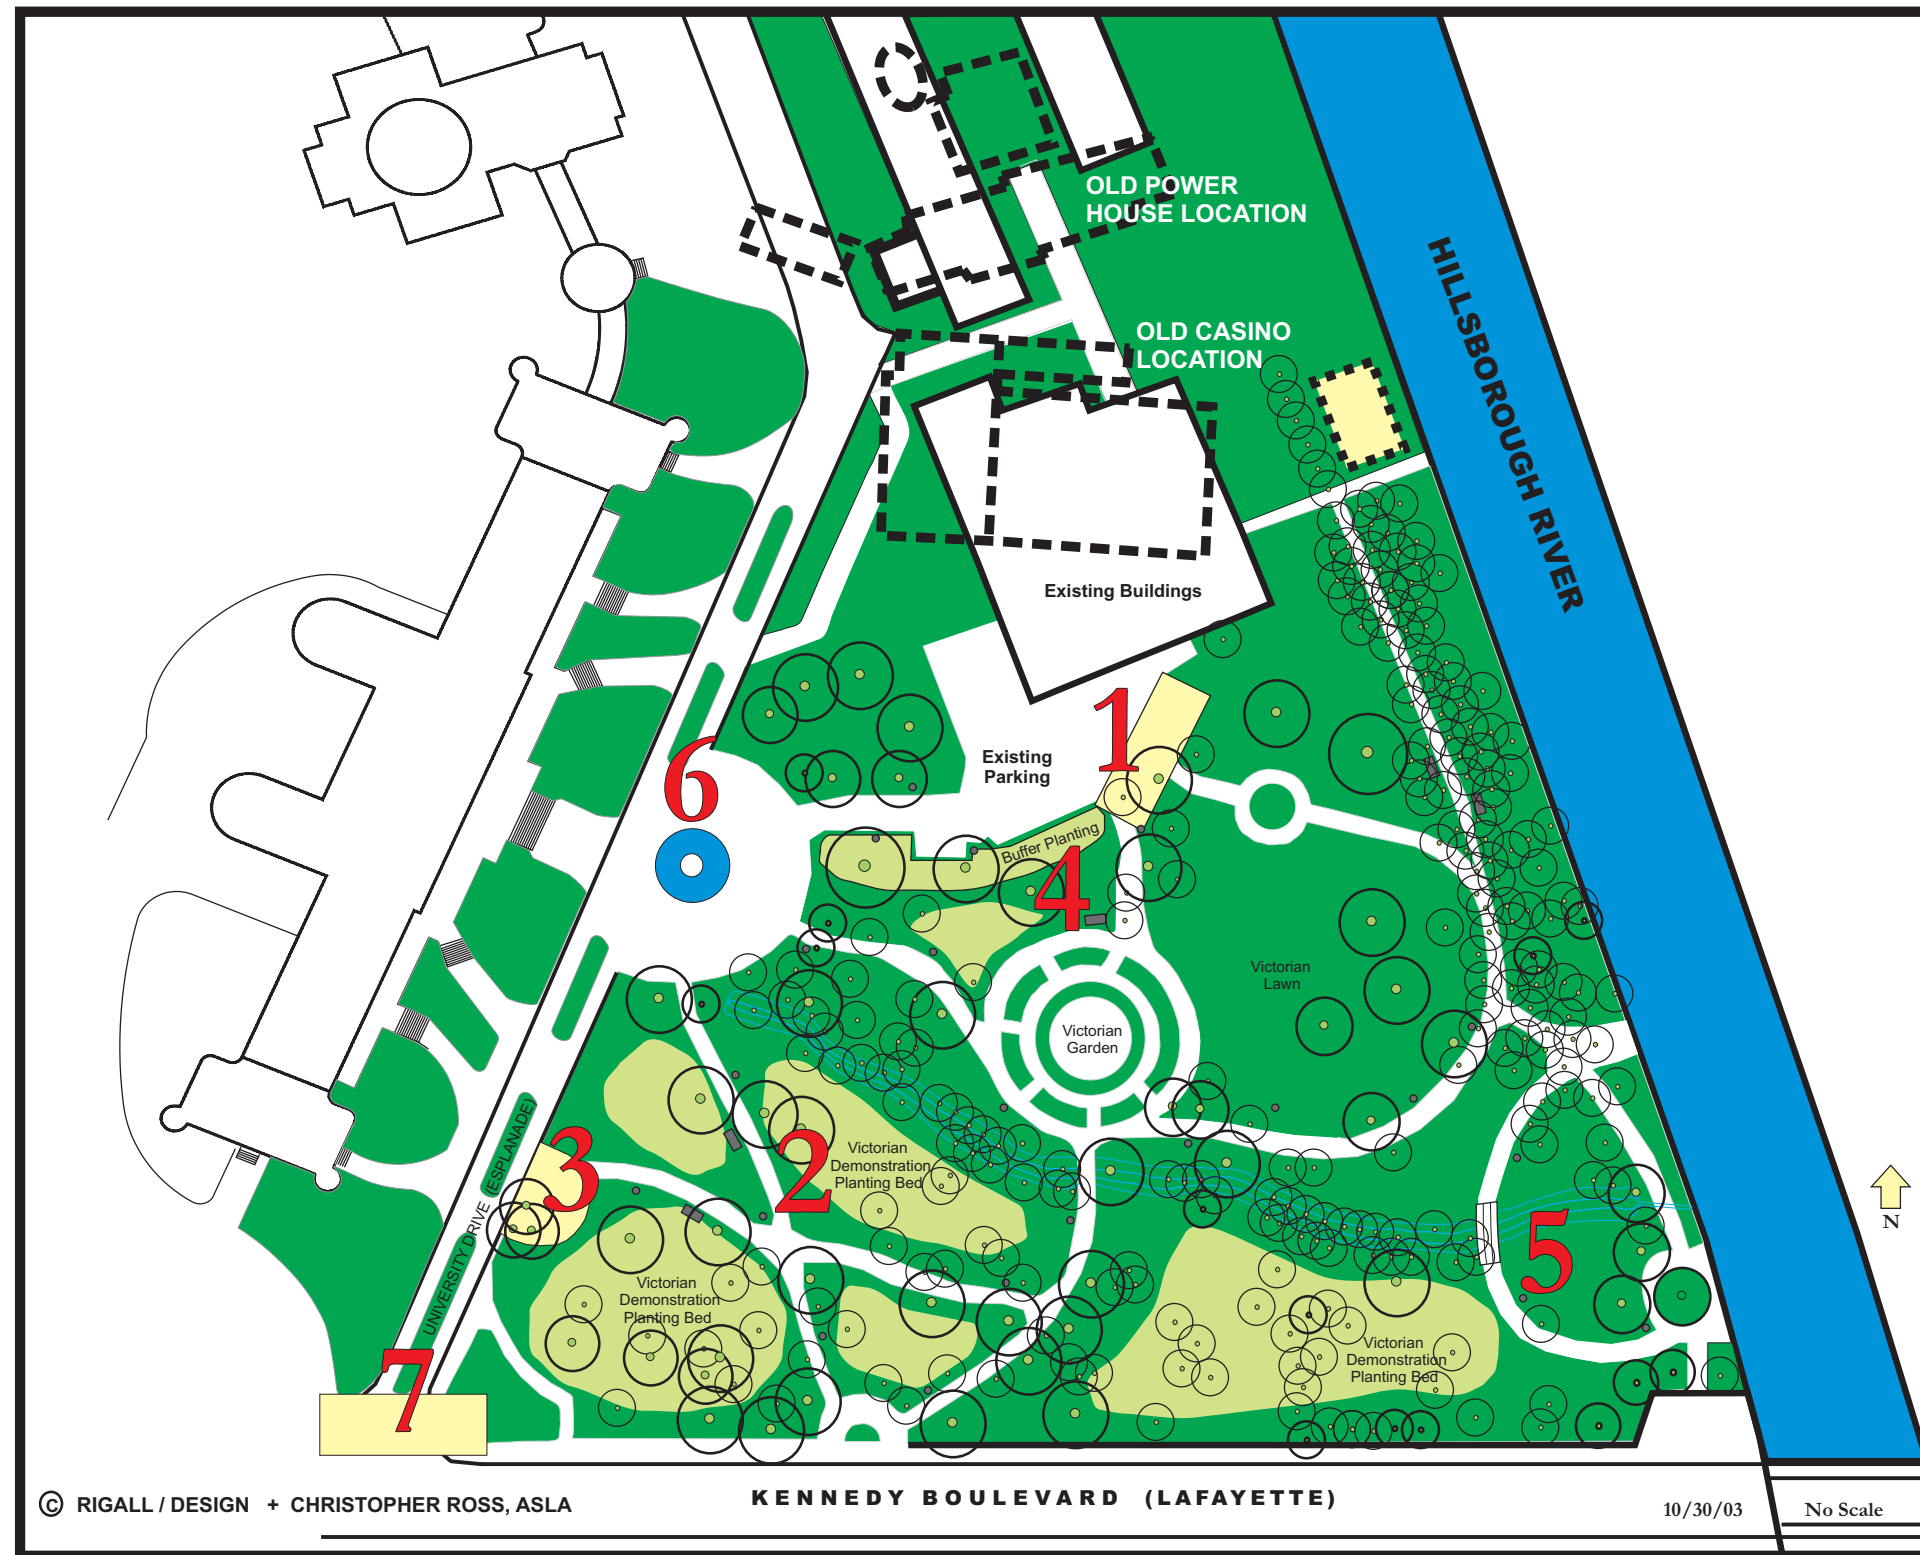 OLD POWER
HOUSE LOCATION
OLD CASINO
LOCATION
HILLSBOROUGH RIVER
Existing Buildings
1
6
Existing
Parking
Buffer Planting
4
Victorian
Lawn
Victorian
Garden
UNIVERSITY DRIVE (ESPLANADE)
3
2
Victorian
Demonstration
Planting Bed
5
N
Victorian
Demonstration
Planting Bed
Victorian
Demonstration
Planting Bed
7
© RIGALL / DESIGN + CHRISTOPHER ROSS, ASLA
KENNEDY BOULEVARD (LAFAYETTE)
10/30/03
No Scale